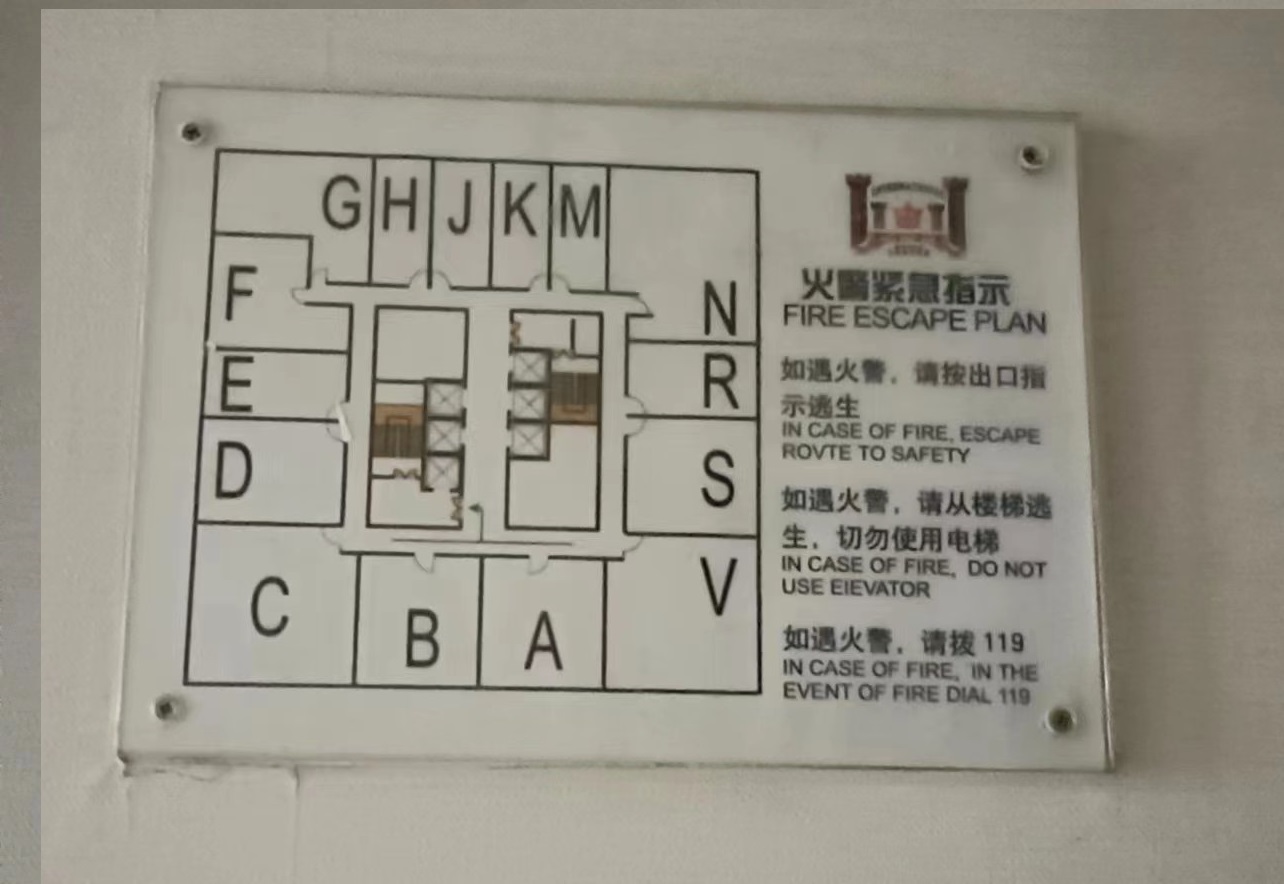 G H J K M
F
N
E
R
D
S
C
B
A
V
火警紧急指示
FIRE ESCAPE PLAN
如遇火警，请按出口指
示逃生
IN CASE OF FIRE, ESCAPE
ROVTE TO SAFETY
如遇火警，请从楼梯逃
生，切勿使用电梯
IN CASE OF FIRE, DO NOT
USE EIEVATOR
如遇火警，请拨 119
IN CASE OF FIRE, IN THE
EVENT OF FIRE DIAL 119